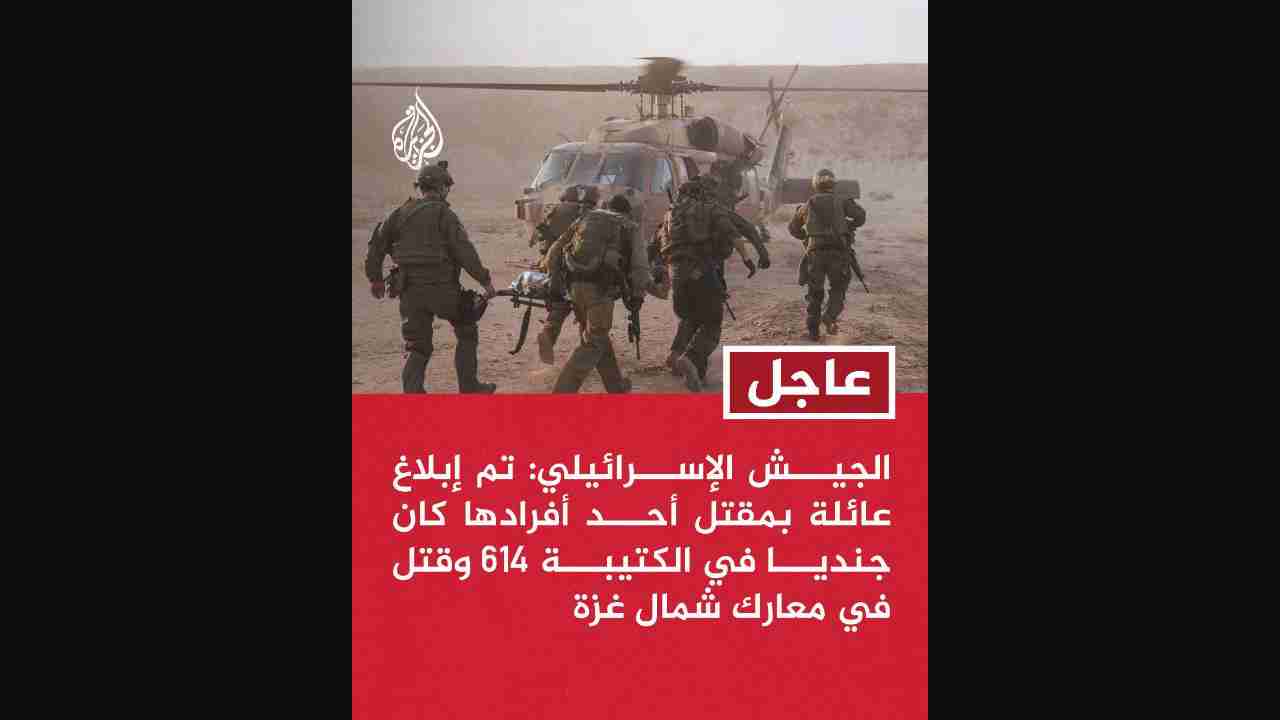 الجزيرة
عاجل
الجيش الإسرائيلي: تم إبلاغ
عائلة بمقتل أحد أفرادها كان
جنديا في الكتيبة 614 وقتل
في معارك شمال غزة